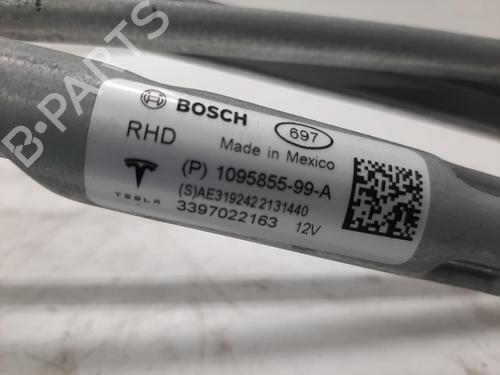 B-PARTS
BOSCH
697
RHD
Made in Mexico
(P) 1095855-99-A
TESLA
(S)AE3192422131440
3397022163 12V